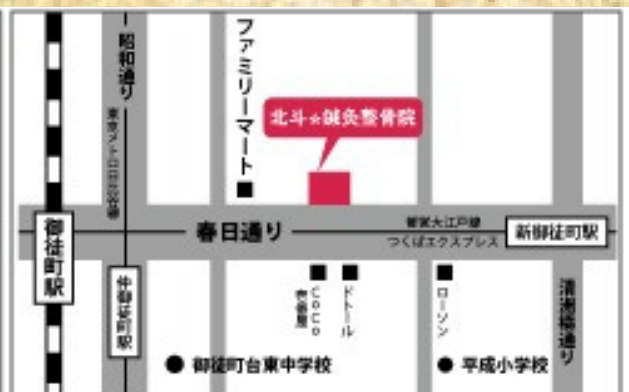 昭和通り
東京メトロ日比谷線
ファミリーマート
北斗☆鍼灸整骨院
御徒町駅
春日通り
都営大江戸線
つくばエクスプレス
新御徒町駅
仲御徒町駅
CoCo
壱番屋
ドトール
ローソン
清洲橋通り
御徒町台東中学校
平成小学校